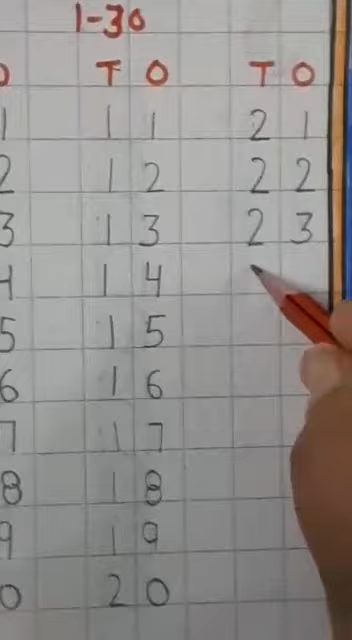 1-30
O T O T O
1 1 1 2 1
2 1 2 2 2
3 1 3 2 3
4 1 4
5 1 5
6 1 6
7 1 7
8 1 8
9 1 9
0 2 0